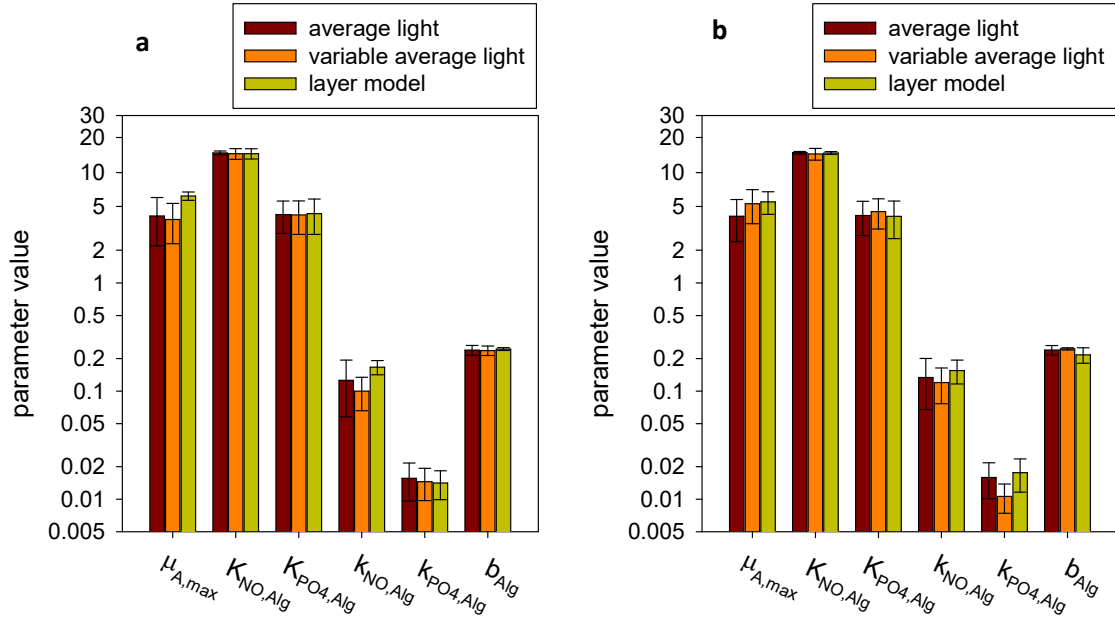 a
average light
variable average light
layer model
parameter value
30
20
10
5
2
1
0.5
0.2
0.1
0.05
0.02
0.01
0.005
μA,max
KNO,Alg
KPO4,Alg
kNO,Alg
kPO4,Alg
bAlg
b
average light
variable average light
layer model
parameter value
30
20
10
5
2
1
0.5
0.2
0.1
0.05
0.02
0.01
0.005
μA,max
KNO,Alg
KPO4,Alg
kNO,Alg
kPO4,Alg
bAlg